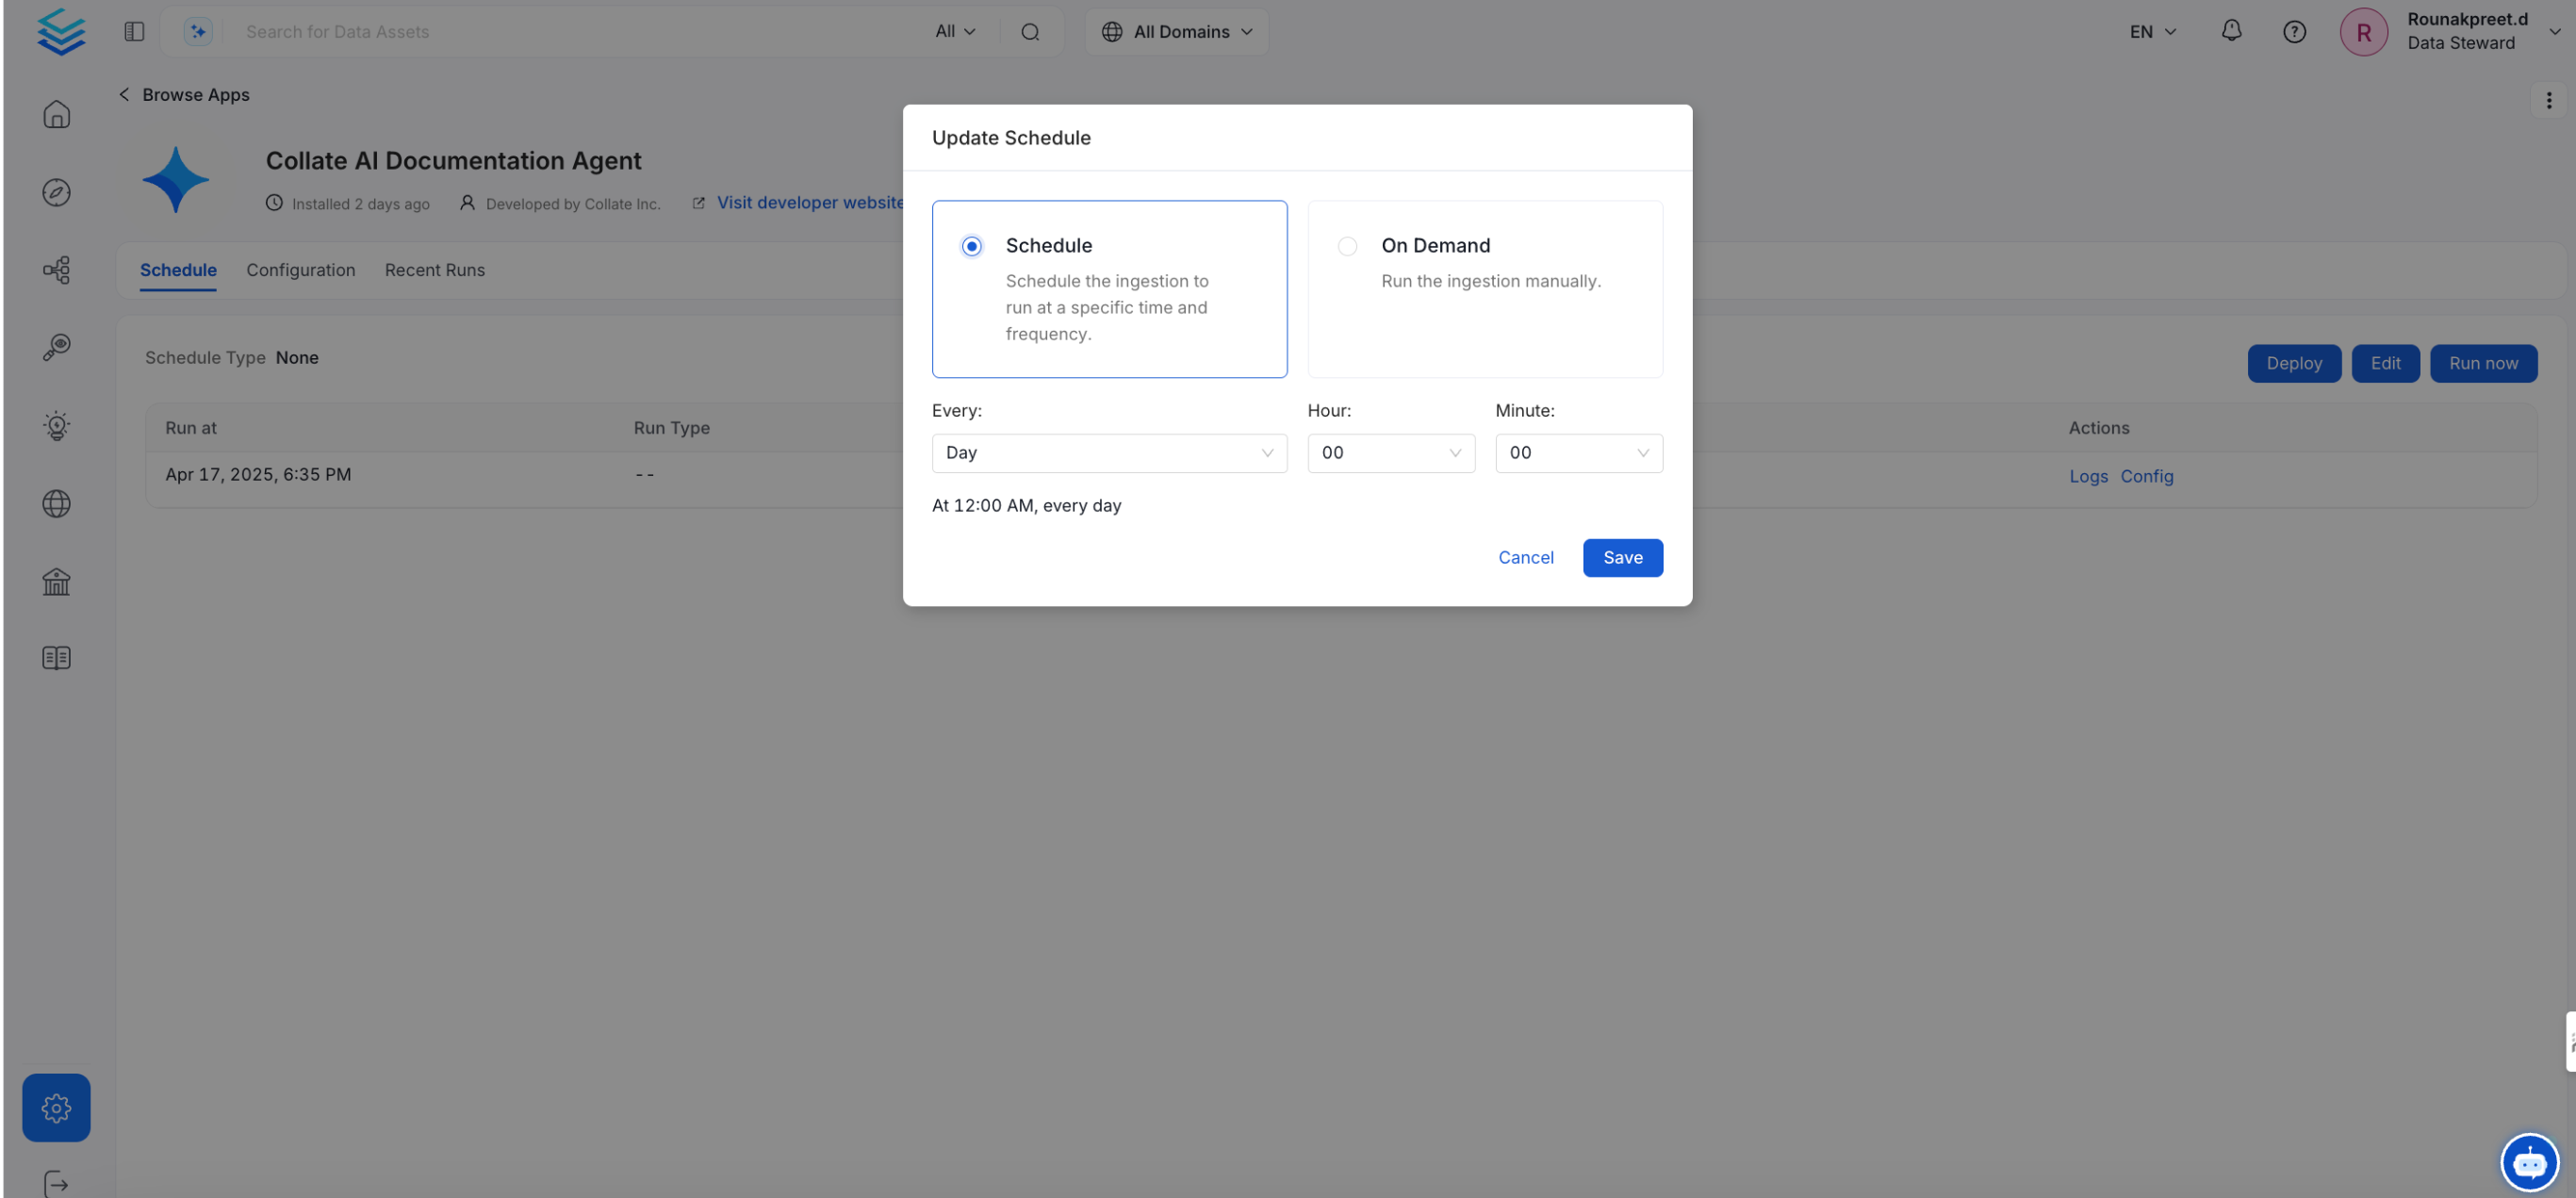 Search for Data Assets
All
All Domains
EN
R
Rounakpreet.d
Data Steward
Browse Apps
Collate AI Documentation Agent
Installed 2 days ago
Developed by Collate Inc.
Visit developer website
Schedule
Configuration
Recent Runs
Schedule Type None
Deploy
Edit
Run now
Run at
Run Type
Actions
Apr 17, 2025, 6:35 PM
--
Logs
Config
Update Schedule
Schedule
Schedule the ingestion to
run at a specific time and
frequency.
On Demand
Run the ingestion manually.
Every:
Hour:
Minute:
Day
00
00
At 12:00 AM, every day
Cancel
Save